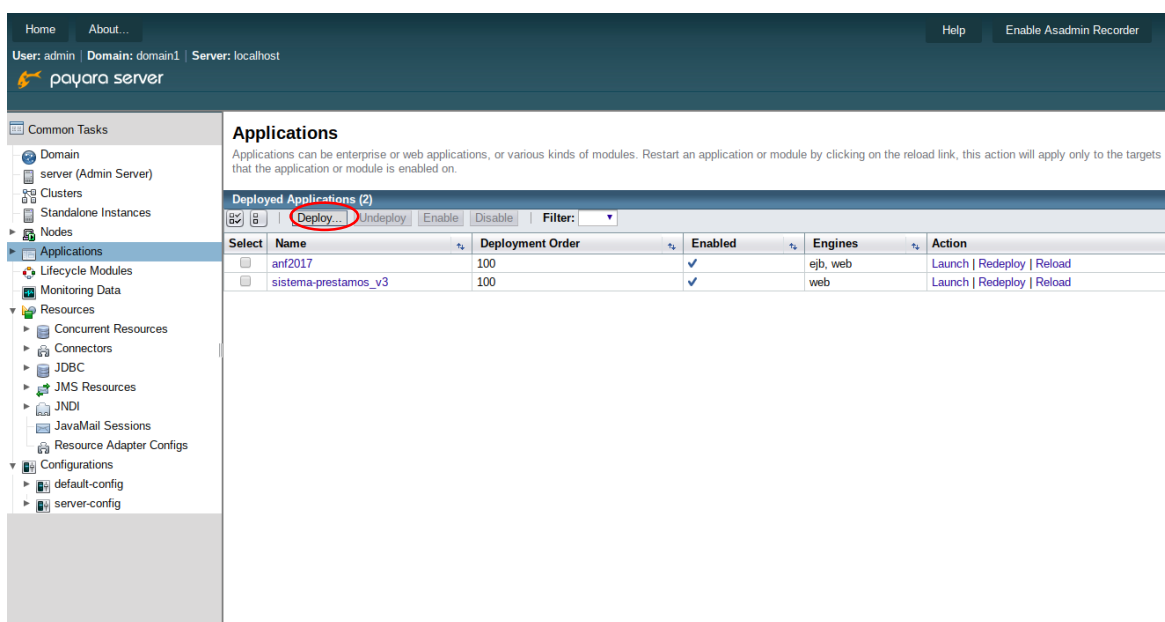 Home About... Help Enable Asadmin Recorder
User: admin | Domain: domain1 | Server: localhost
payara server
Common Tasks
Domain
server (Admin Server)
Clusters
Standalone Instances
Nodes
Applications
Lifecycle Modules
Monitoring Data
Resources
Concurrent Resources
Connectors
JDBC
JMS Resources
JNDI
JavaMail Sessions
Resource Adapter Configs
Configurations
default-config
server-config
Applications
Applications can be enterprise or web applications, or various kinds of modules. Restart an application or module by clicking on the reload link, this action will apply only to the targets
that the application or module is enabled on.
Deployed Applications (2)
Deploy... Undeploy Enable Disable | Filter:
Select Name Deployment Order Enabled Engines Action
anf2017 100 ejb, web Launch | Redeploy | Reload
sistema-prestamos_v3 100 web Launch | Redeploy | Reload